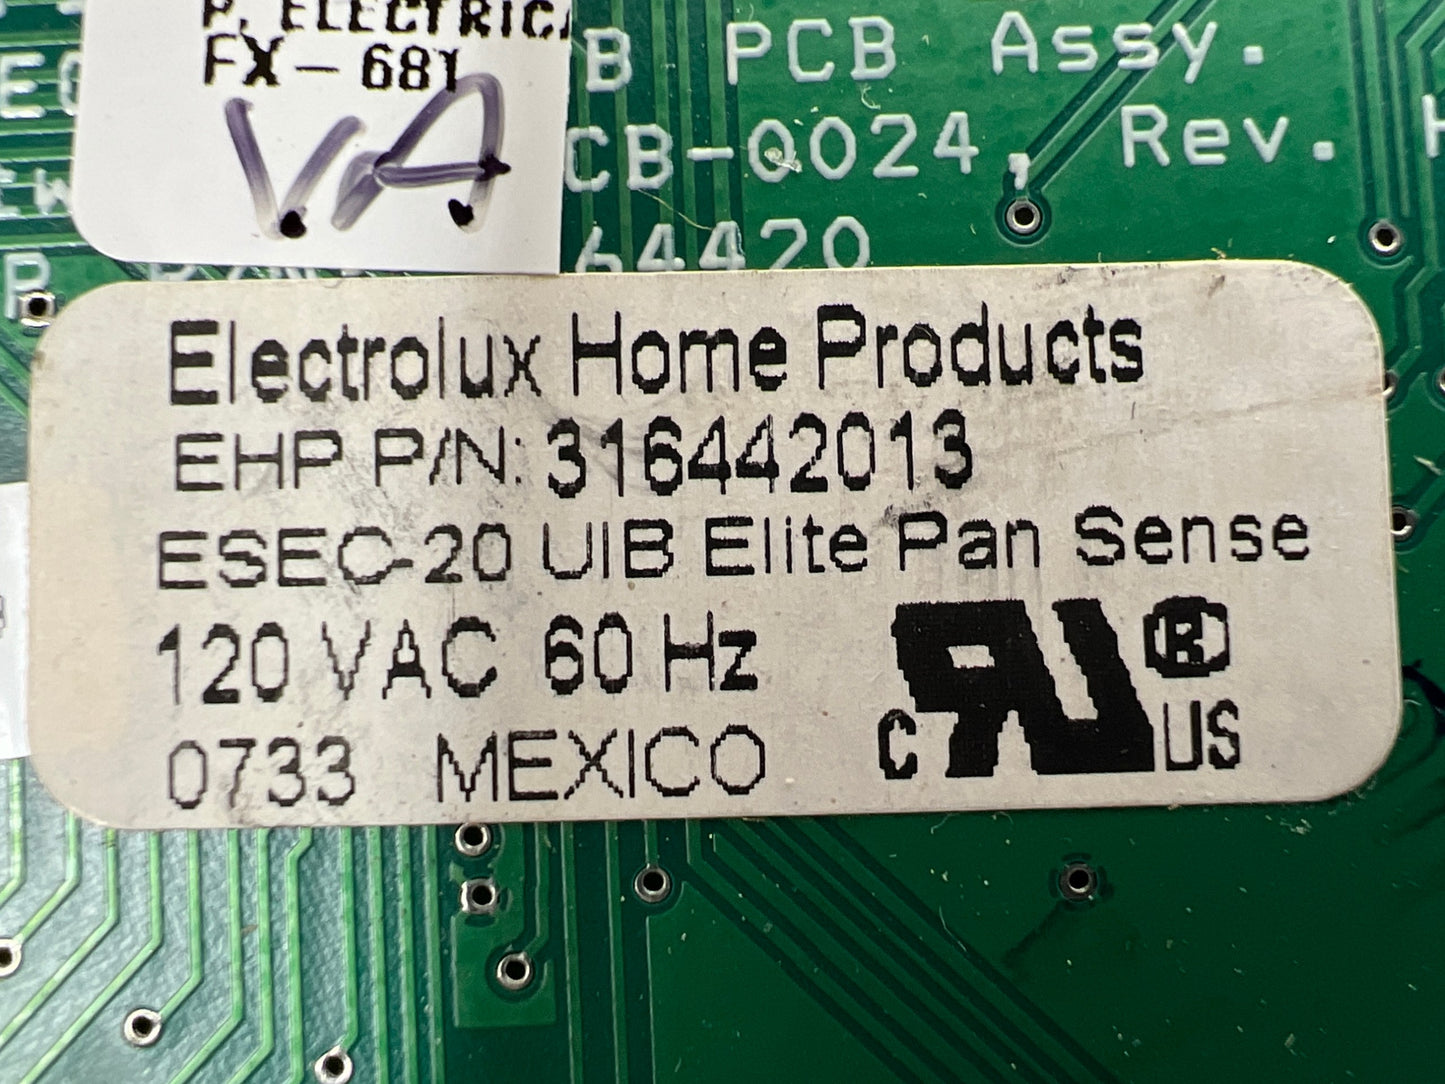 P. ELECTRICA
FX-681
VA
B PCB Assy.
CB-0024, Rev.
64420
Electrolux Home Products
EHP P/N: 316442013
ESEC-20 UIB Elite Pan Sense
120 VAC 60 Hz
0733 MEXICO
C RU ® US